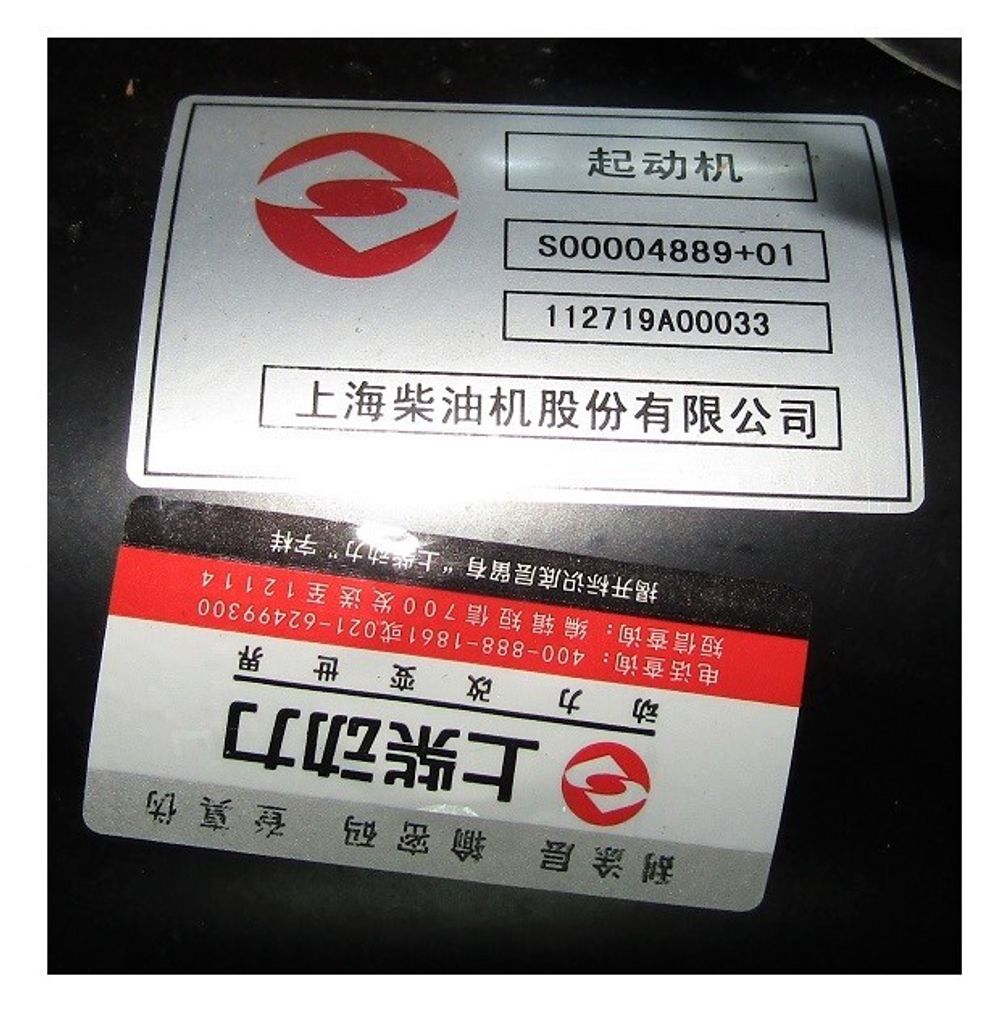 起动机
S00004889+01
112719A00033
上海柴油机股份有限公司
刮涂层 输密码 查真伪
上柴动力
动力改变世界
电话查询：400-888-1861或021-62499300
短信查询：编辑短信700发送至12114
揭开标识底层留有“上柴动力”字样